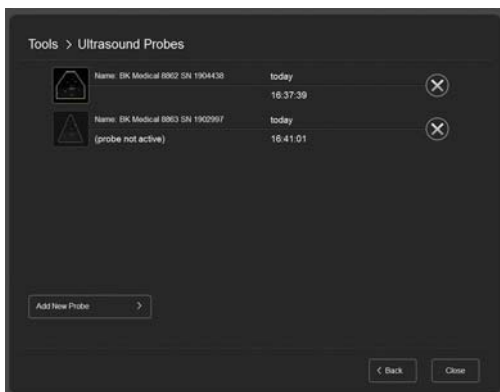 Tools > Ultrasound Probes
Name: BK Medical 8862 SN 1904438
today
16:37:39
Name: BK Medical 8863 SN 1902997
today
(probe not active)
16:41:01
Add New Probe >
< Back
Close